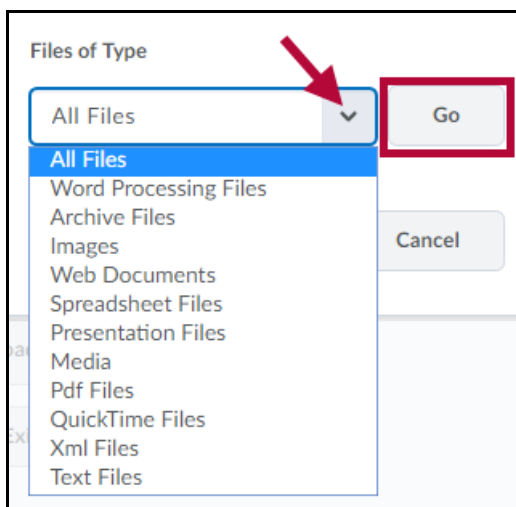 Files of Type
All Files
Go
All Files
Word Processing Files
Archive Files
Images
Cancel
Web Documents
Spreadsheet Files
Presentation Files
Media
Pdf Files
QuickTime Files
Xml Files
Text Files